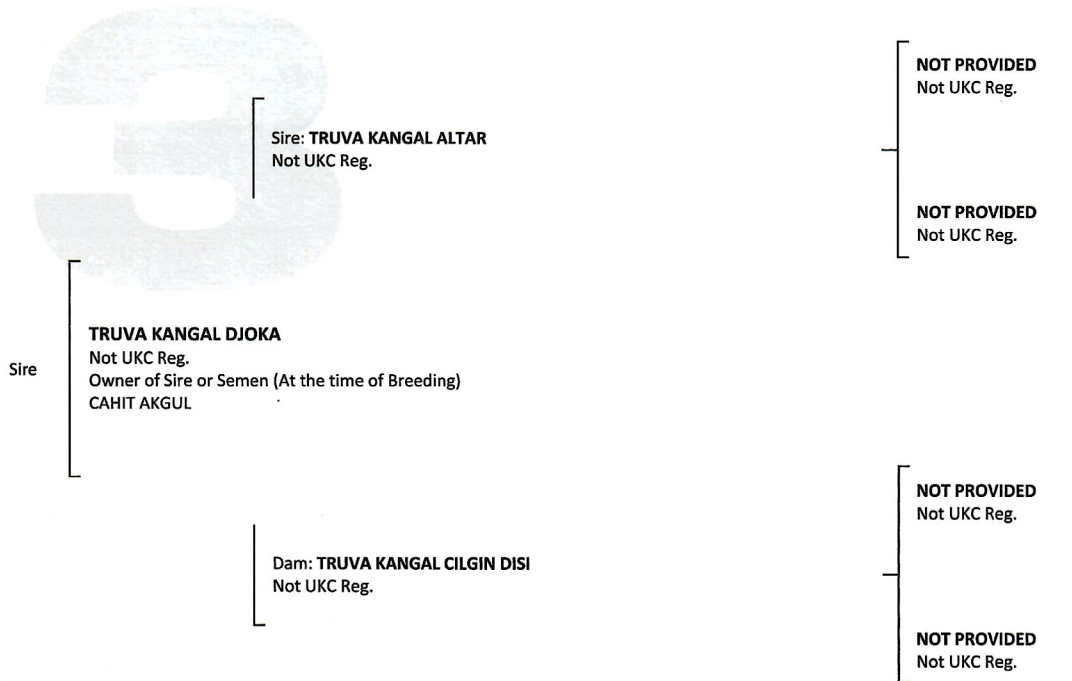 3
NOT PROVIDED
Not UKC Reg.
Sire: TRUVA KANGAL ALTAR
Not UKC Reg.
NOT PROVIDED
Not UKC Reg.
Sire
TRUVA KANGAL DJOKA
Not UKC Reg.
Owner of Sire or Semen (At the time of Breeding)
CAHIT AKGUL
NOT PROVIDED
Not UKC Reg.
Dam: TRUVA KANGAL CILGIN DISI
Not UKC Reg.
NOT PROVIDED
Not UKC Reg.